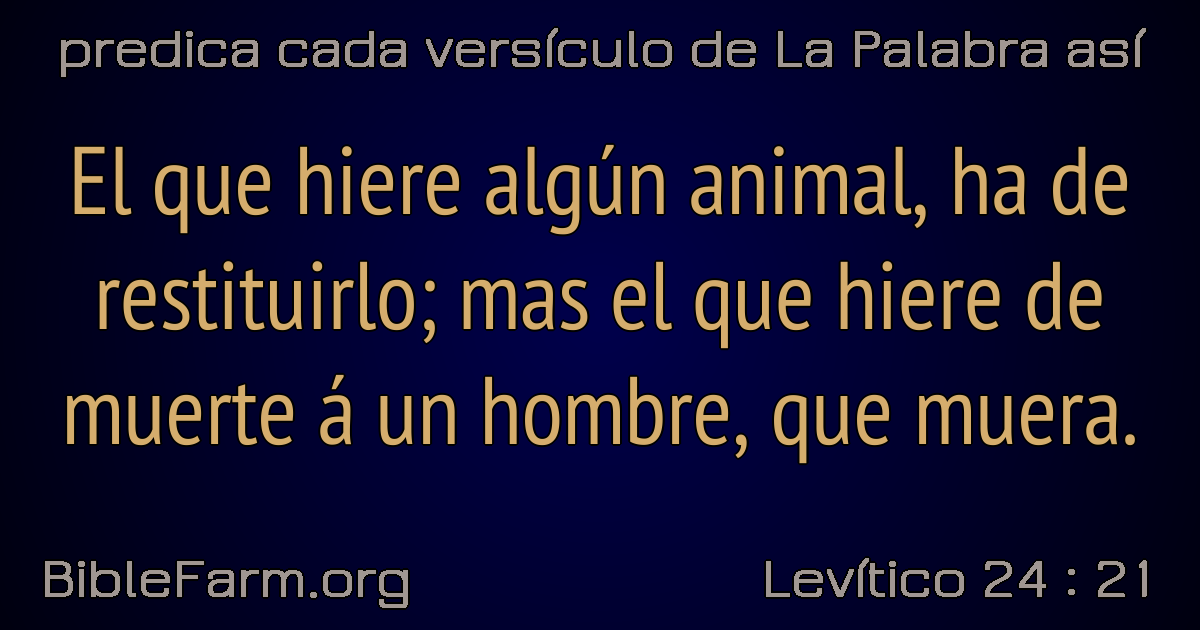 predica cada versículo de La Palabra así
El que hiere algún animal, ha de
restituirlo; mas el que hiere de
muerte á un hombre, que muera.
BibleFarm.org
Levítico 24 : 21